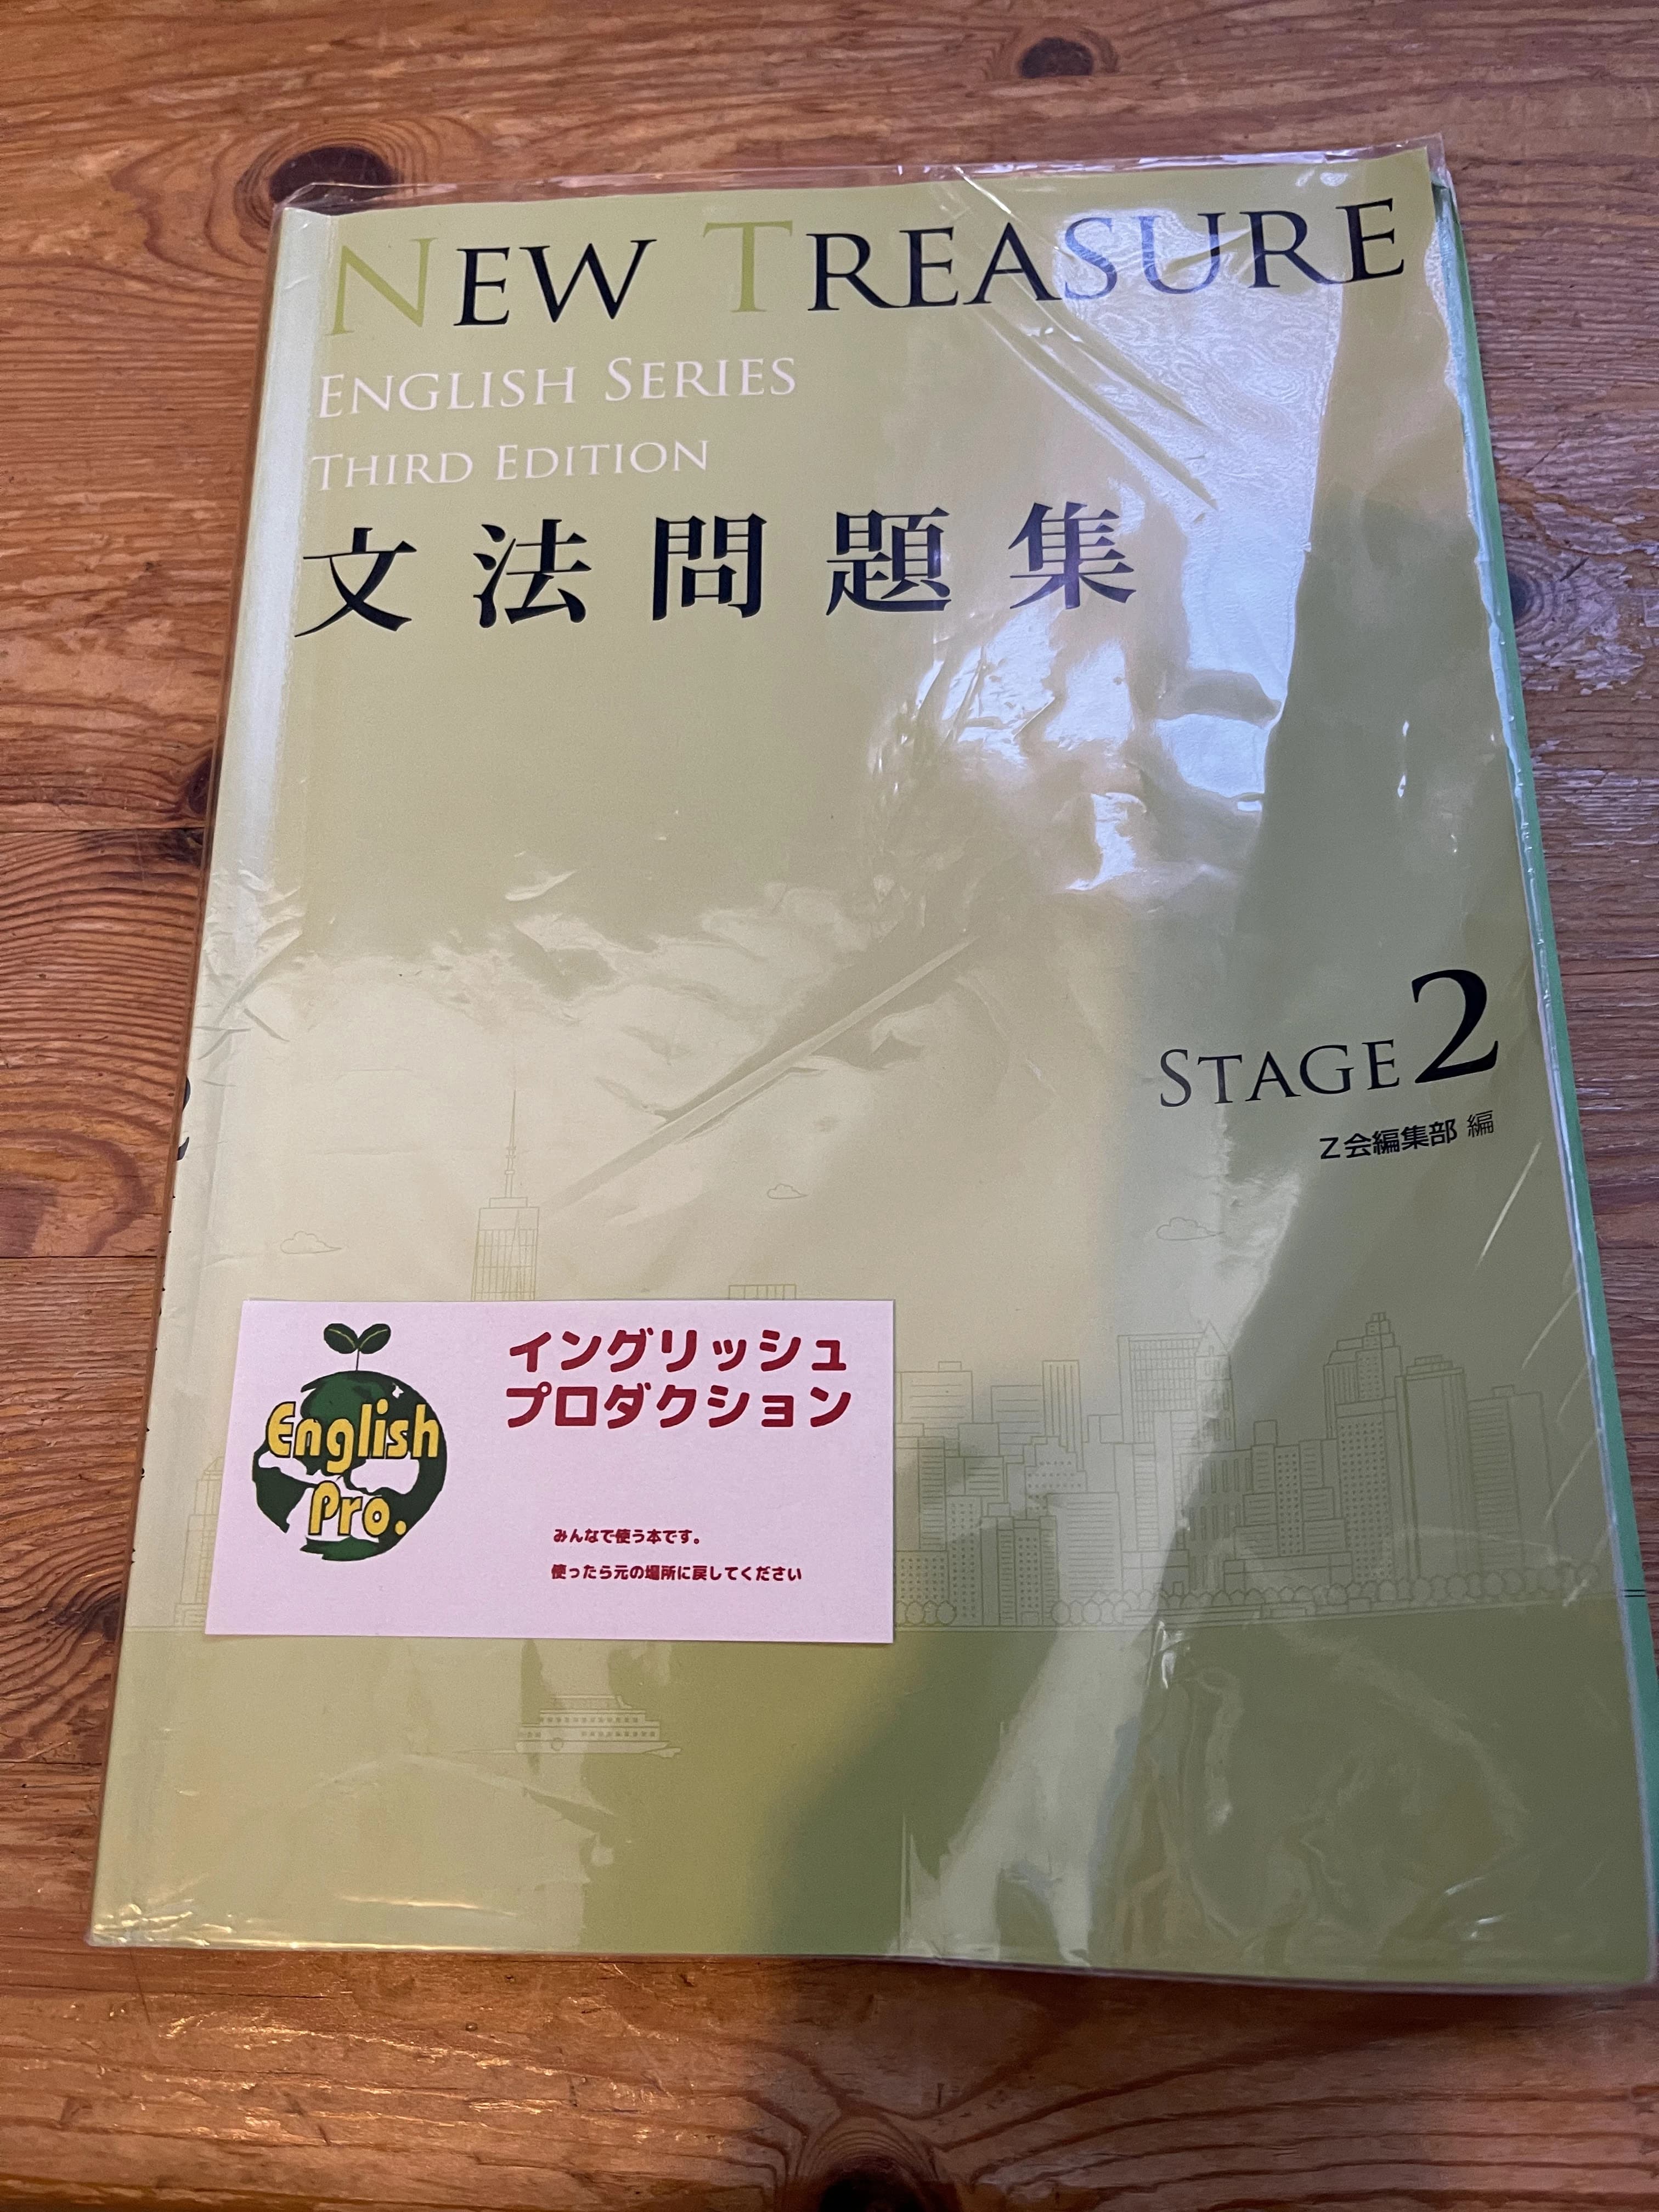 NEW TREASURE
ENGLISH SERIES
THIRD EDITION
文法問題集
STAGE 2
Z会編集部 編
English
Pro.
イングリッシュ
プロダクション
みんなで使う本です。
使ったら元の場所に戻してください